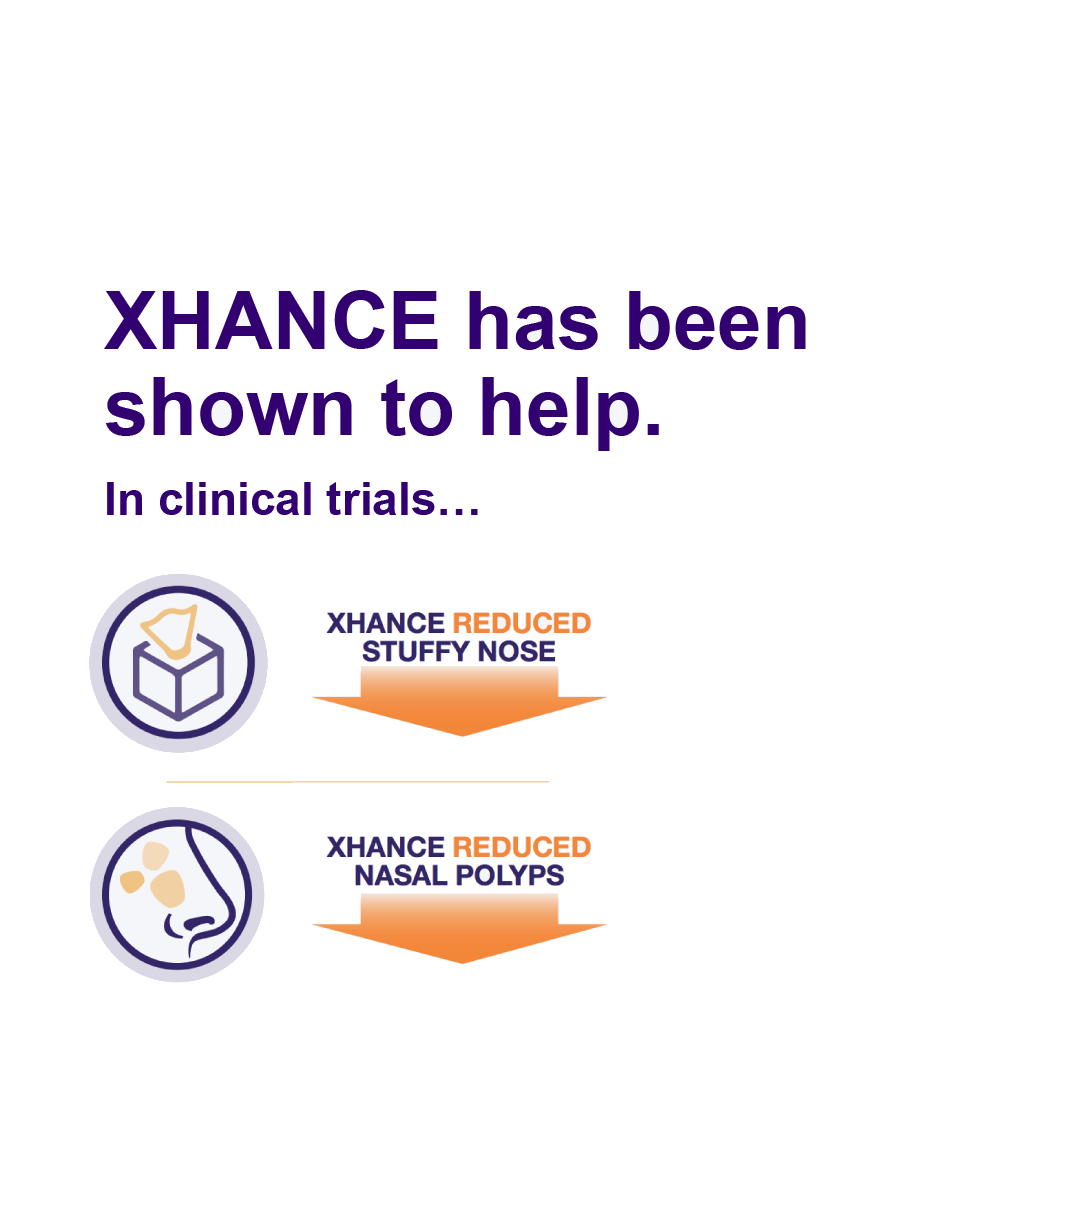 XHANCE has been
shown to help.
In clinical trials…
XHANCE REDUCED
STUFFY NOSE
XHANCE REDUCED
NASAL POLYPS